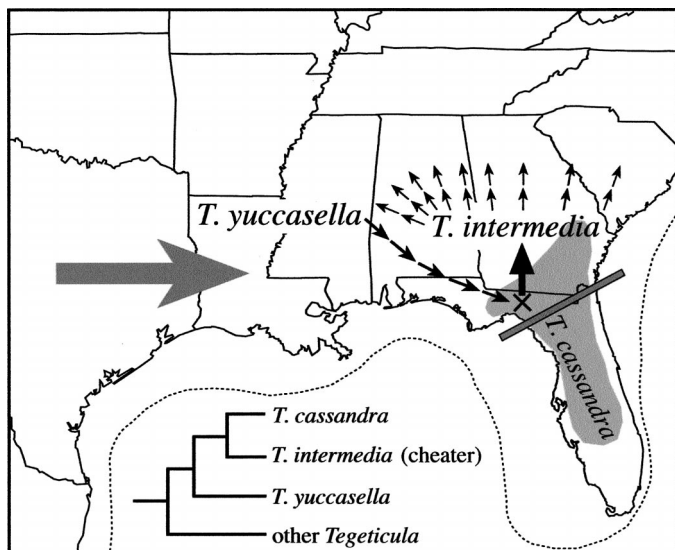 T. yuccasella
T. intermedia
T. cassandra
T. cassandra
T. intermedia (cheater)
T. yuccasella
other Tegeticula